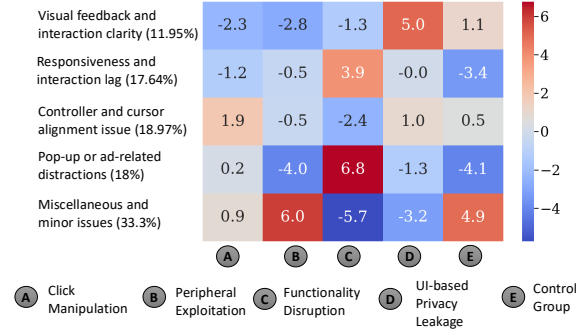 Visual feedback and
interaction clarity (11.95%)
-2.3 -2.8 -1.3 5.0 1.1
Responsiveness and
interaction lag (17.64%)
-1.2 -0.5 3.9 -0.0 -3.4
Controller and cursor
alignment issue (18.97%)
1.9 -0.5 -2.4 1.0 0.5
Pop-up or ad-related
distractions (18%)
0.2 -4.0 6.8 -1.3 -4.1
Miscellaneous and
minor issues (33.3%)
0.9 6.0 -5.7 -3.2 4.9
6
4
2
0
−2
−4
A B C D E
A Click
Manipulation
B Peripheral
Exploitation
C Functionality
Disruption
D UI-based
Privacy
Leakage
E Control
Group